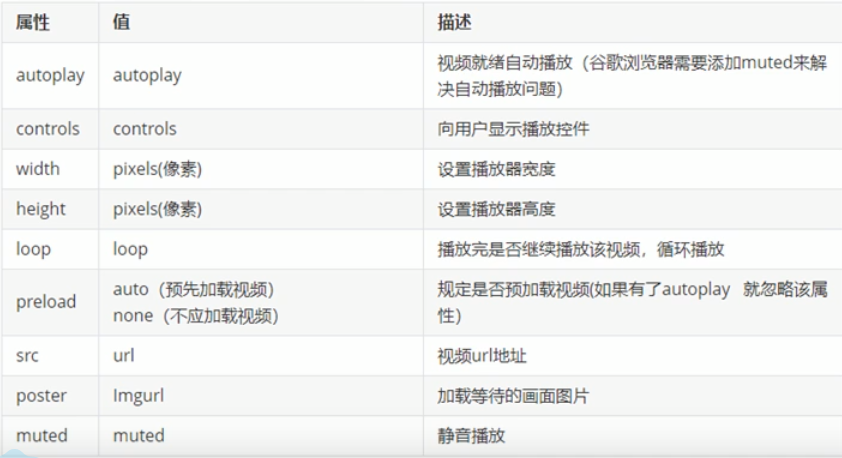 属性 值 描述
autoplay autoplay 视频就绪自动播放（谷歌浏览器需要添加muted来解
决自动播放问题）
controls controls 向用户显示播放控件
width pixels(像素) 设置播放器宽度
height pixels(像素) 设置播放器高度
loop loop 播放完是否继续播放该视频，循环播放
preload auto（预先加载视频） 规定是否预加载视频(如果有了autoplay 就忽略该属
none（不应加载视频） 性）
src url 视频url地址
poster Imgurl 加载等待的画面图片
muted muted 静音播放